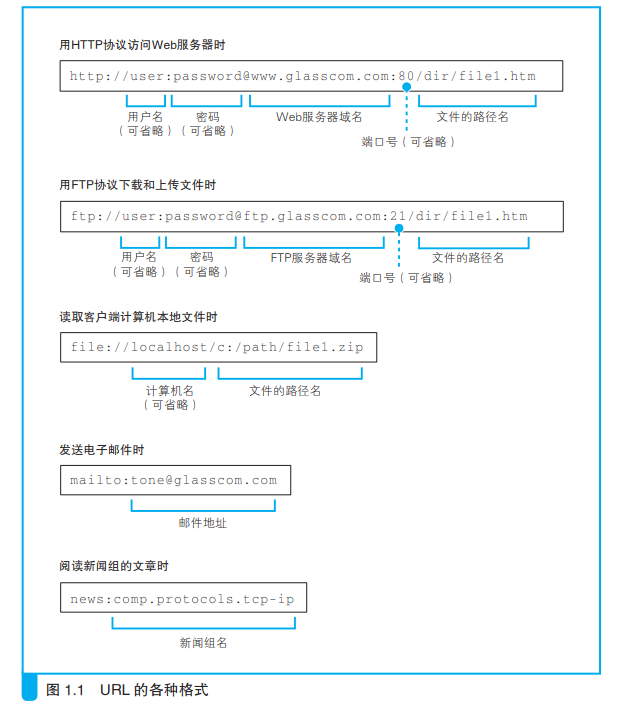 用HTTP协议访问Web服务器时
http://user:password@www.glasscom.com:80/dir/file1.htm
用户名 密码 Web服务器域名 文件的路径名
（可省略）（可省略）
端口号（可省略）
用FTP协议下载和上传文件时
ftp://user:password@ftp.glasscom.com:21/dir/file1.htm
用户名 密码 FTP服务器域名 文件的路径名
（可省略）（可省略）
端口号（可省略）
读取客户端计算机本地文件时
file://localhost/c:/path/file1.zip
计算机名 文件的路径名
（可省略）
发送电子邮件时
mailto:tone@glasscom.com
邮件地址
阅读新闻组的文章时
news:comp.protocols.tcp-ip
新闻组名
图 1.1 URL 的各种格式